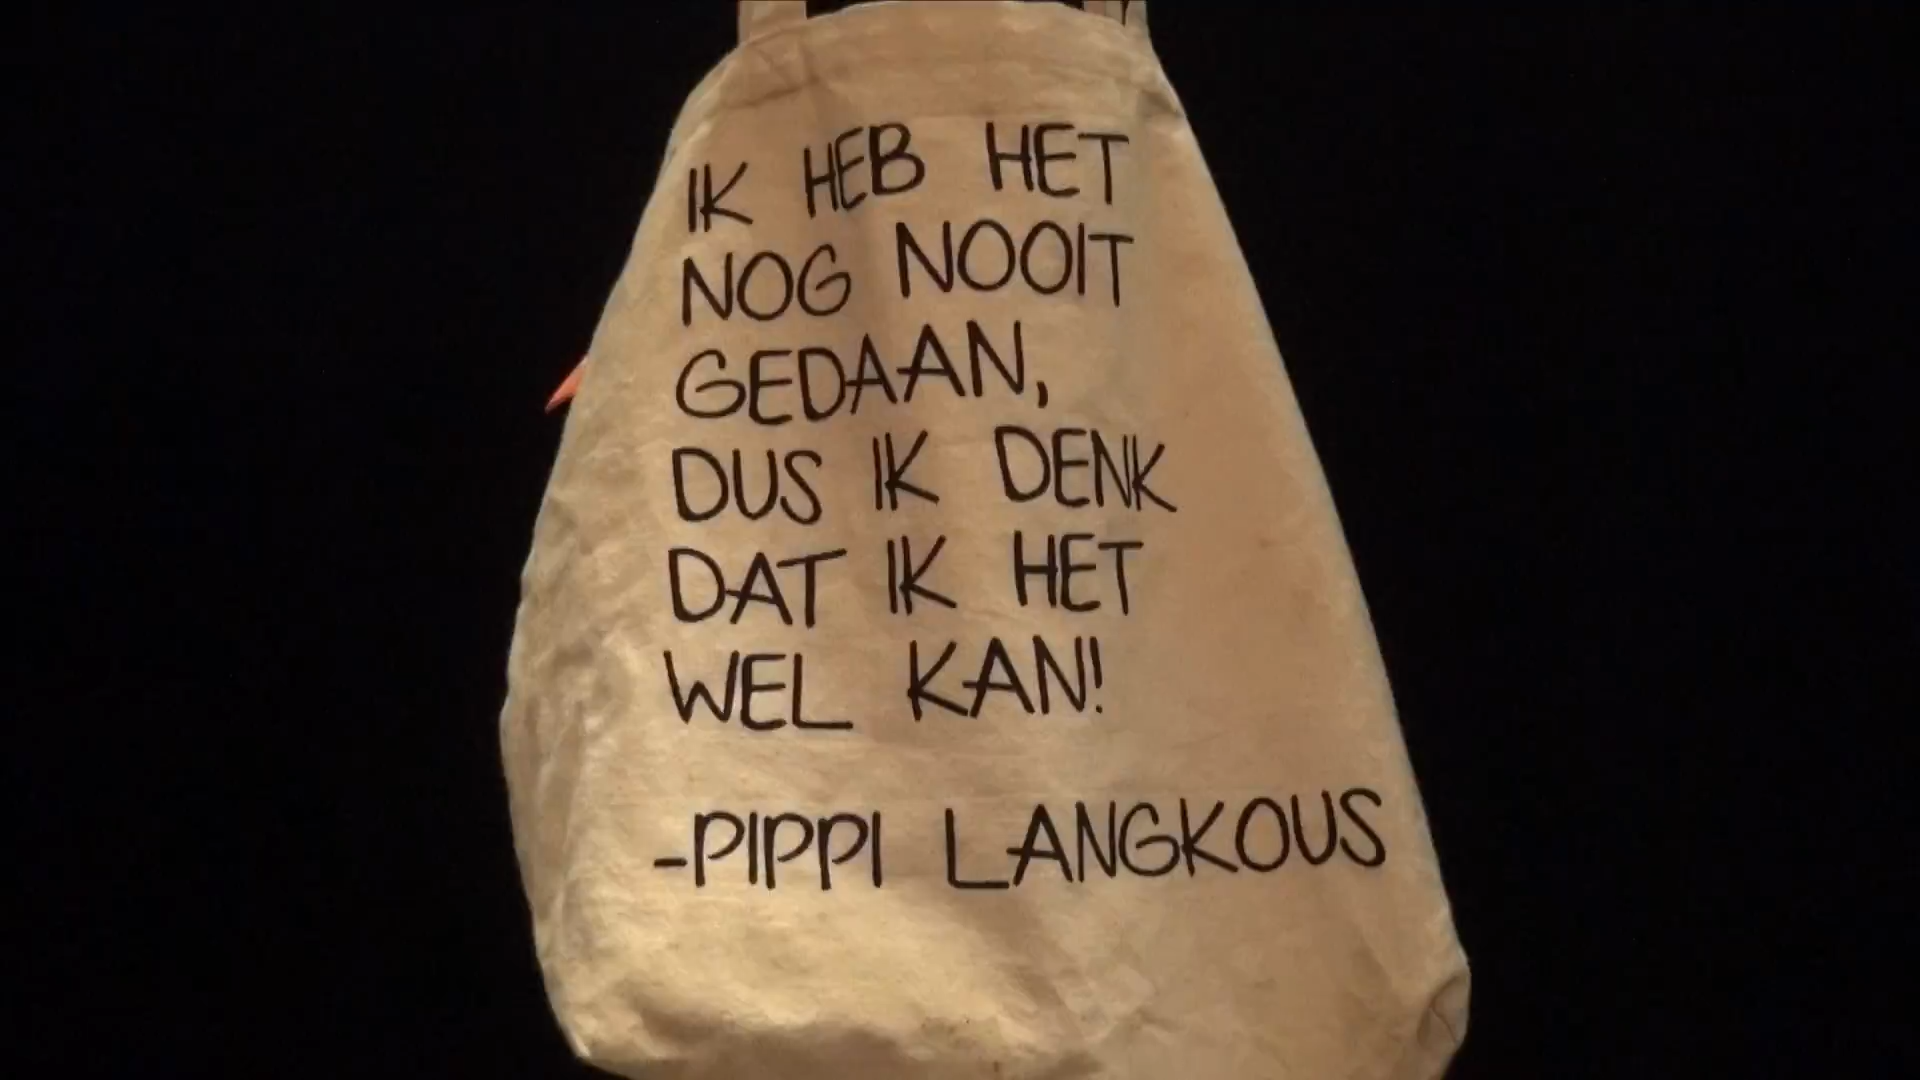 IK HEB HET
NOG NOOIT
GEDAAN,
DUS IK DENK
DAT IK HET
WEL KAN!
-PIPPI LANGKOUS